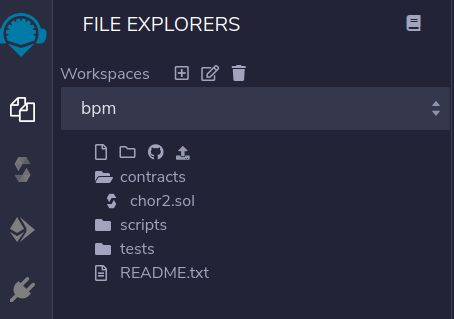 FILE EXPLORERS
Workspaces
bpm
contracts
chor2.sol
scripts
tests
README.txt